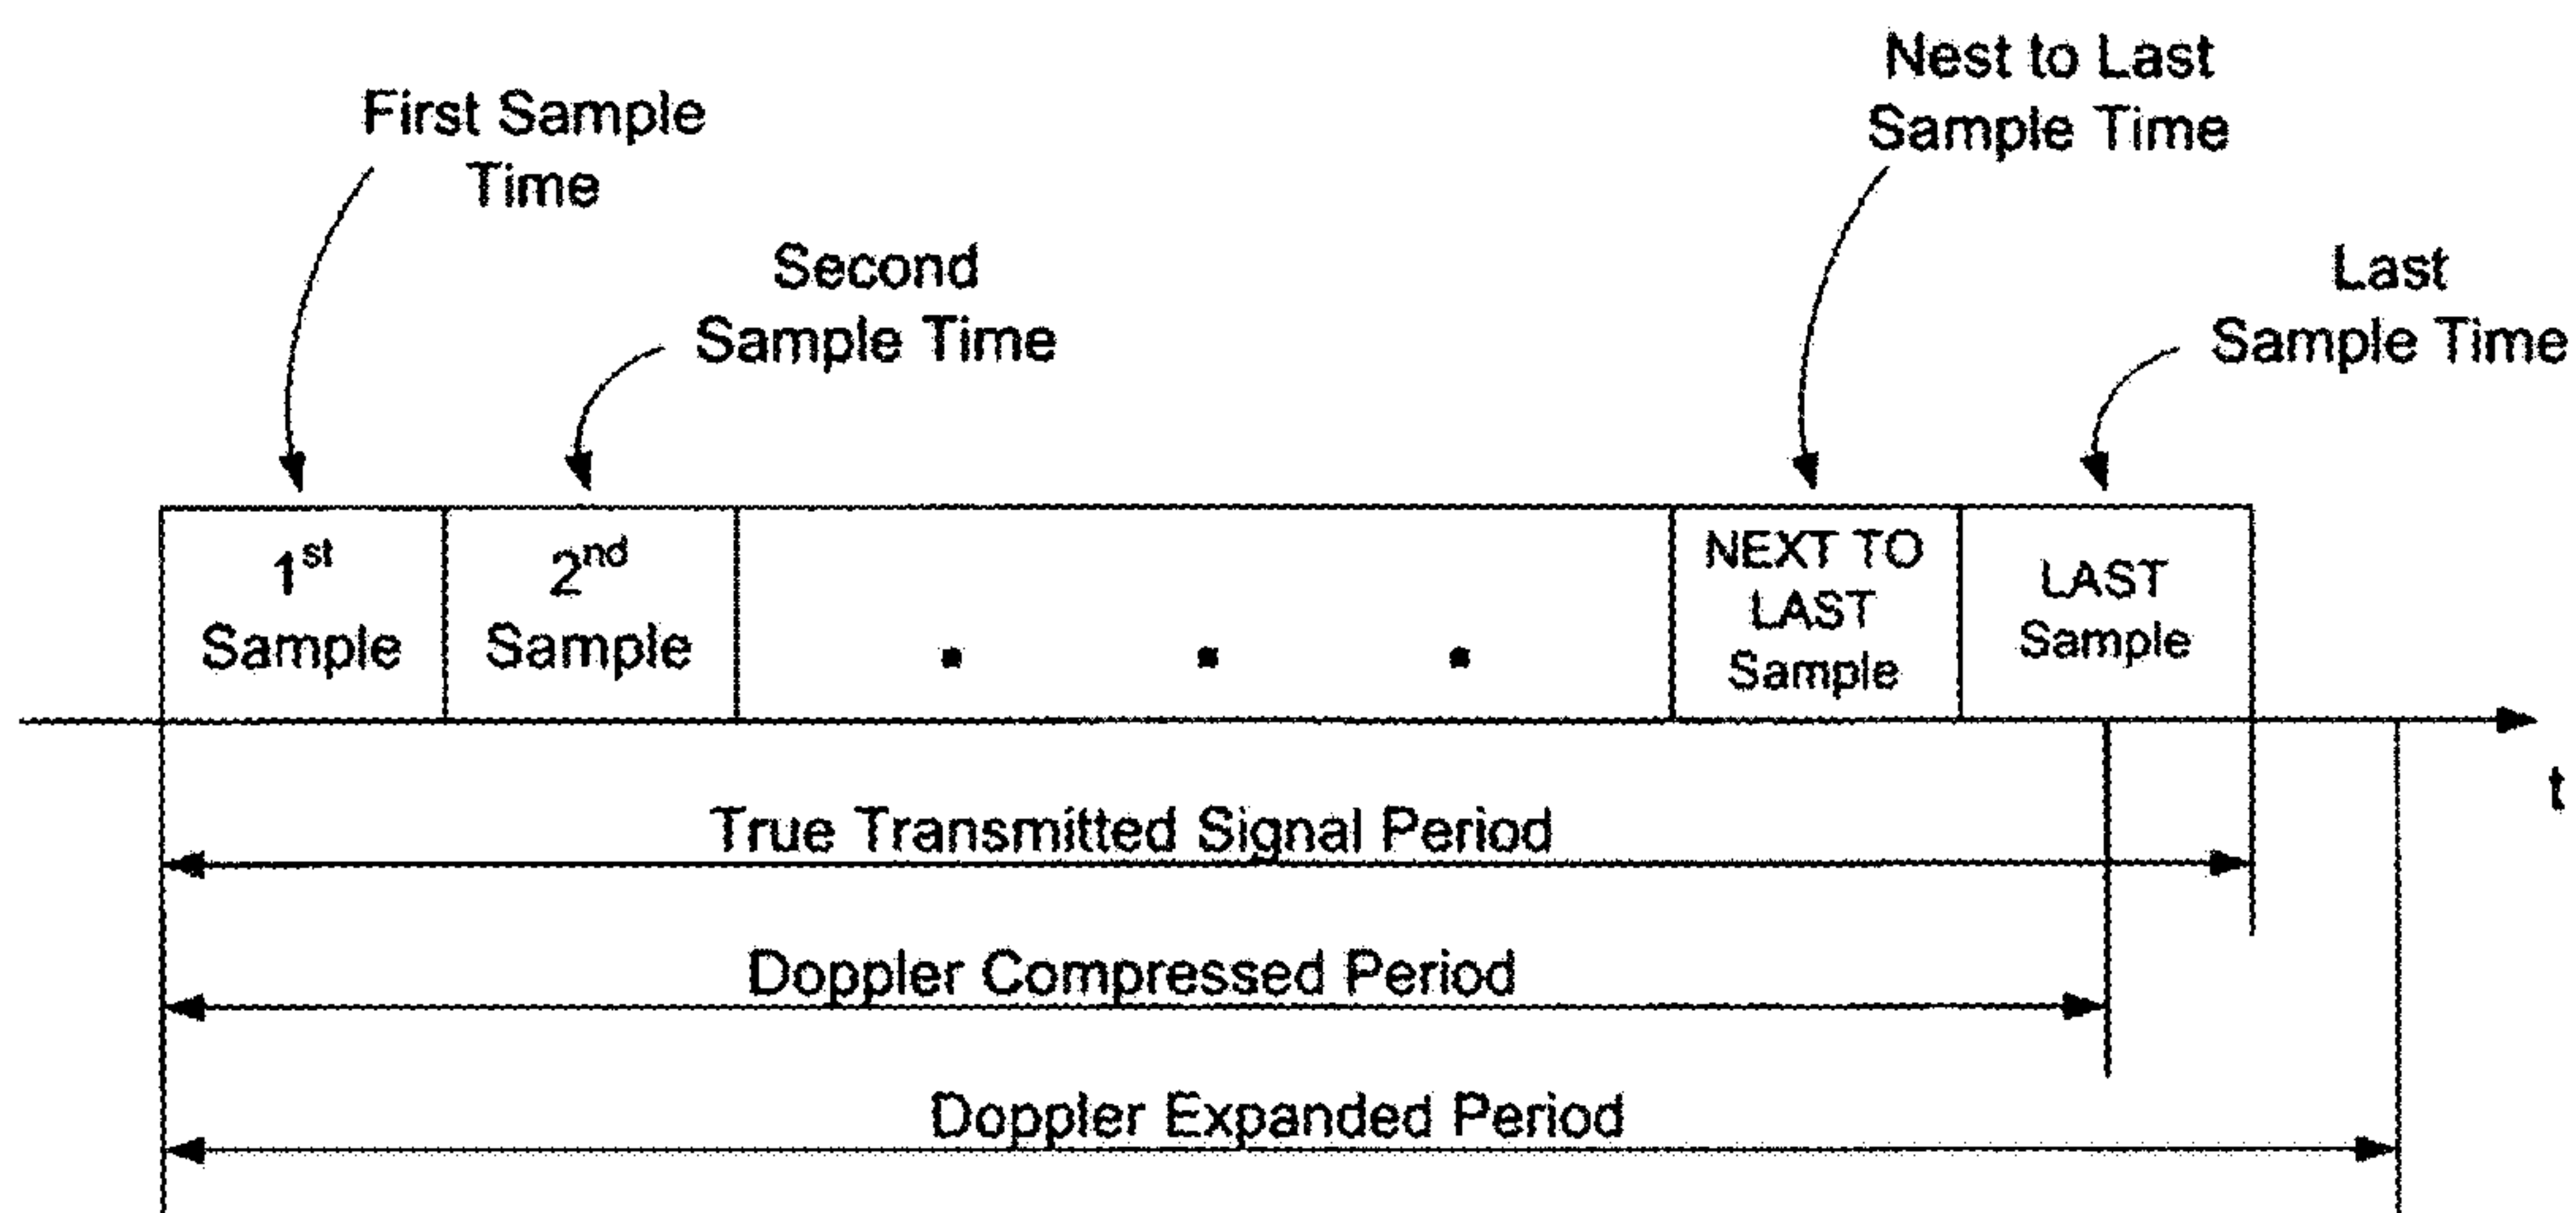 First Sample
Time
Second
Sample Time
Nest to Last
Sample Time
Last
Sample Time
1st
Sample
2nd
Sample
NEXT TO
LAST
Sample
LAST
Sample
t
True Transmitted Signal Period
Doppler Compressed Period
Doppler Expanded Period